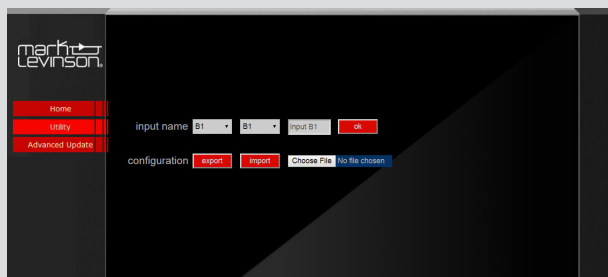 mark
Levinson.
Home
Utility
Advanced Update
input name B1 B1 Input B1 ok
configuration export import Choose File No file chosen